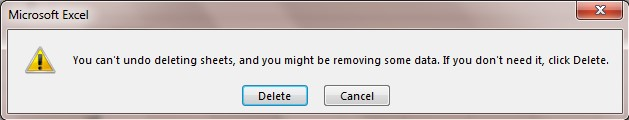 Microsoft Excel
You can't undo deleting sheets, and you might be removing some data. If you don't need it, click Delete.
Delete
Cancel